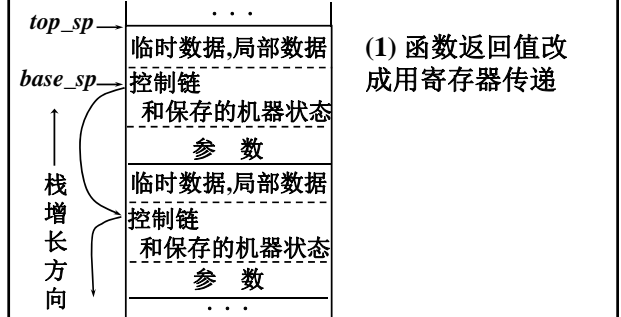 top_sp
base_sp
栈
增
长
方
向
· · ·
临时数据,局部数据
控制链
和保存的机器状态
参 数
临时数据,局部数据
控制链
和保存的机器状态
参 数
· · ·
(1) 函数返回值改
成用寄存器传递